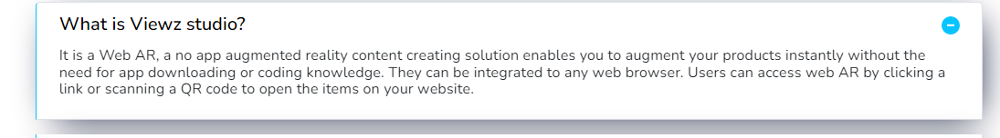 What is Viewz studio?
It is a Web AR, a no app augmented reality content creating solution enables you to augment your products instantly without the
need for app downloading or coding knowledge. They can be integrated to any web browser. Users can access web AR by clicking a
link or scanning a QR code to open the items on your website.